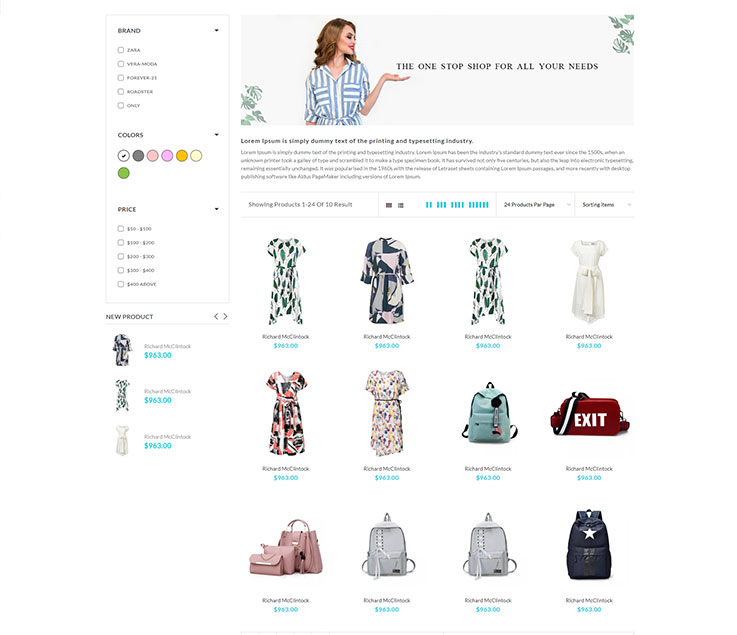 BRAND
ZARA
VERA-MODA
FOREVER-21
ROADSTER
ONLY
COLORS
PRICE
$10 - $100
$100 - $200
$200 - $300
$300 - $400
$400 ABOVE
NEW PRODUCT
Richard McClintock
$963.00
Richard McClintock
$963.00
Richard McClintock
$963.00
THE ONE STOP SHOP FOR ALL YOUR NEEDS
Lorem Ipsum is simply dummy text of the printing and typesetting industry.
Lorem Ipsum is simply dummy text of the printing and typesetting industry. Lorem Ipsum has been the industry's standard dummy text ever since the 1500s, when an
unknown printer took a galley of type and scrambled it to make a type specimen book. It has survived not only five centuries, but also the leap into electronic typesetting,
remaining essentially unchanged. It was popularised in the 1960s with the release of Letraset sheets containing Lorem Ipsum passages, and more recently with desktop
publishing software like Aldus PageMaker including versions of Lorem Ipsum.
Showing Products 1-24 Of 10 Result
24 Products Par Page
Sorting items
Richard McClintock
$963.00
Richard McClintock
$963.00
Richard McClintock
$963.00
Richard McClintock
$963.00
EXIT
Richard McClintock
$963.00
Richard McClintock
$963.00
Richard McClintock
$963.00
Richard McClintock
$963.00
Richard McClintock
$963.00
Richard McClintock
$963.00
Richard McClintock
$963.00
Richard McClintock
$963.00